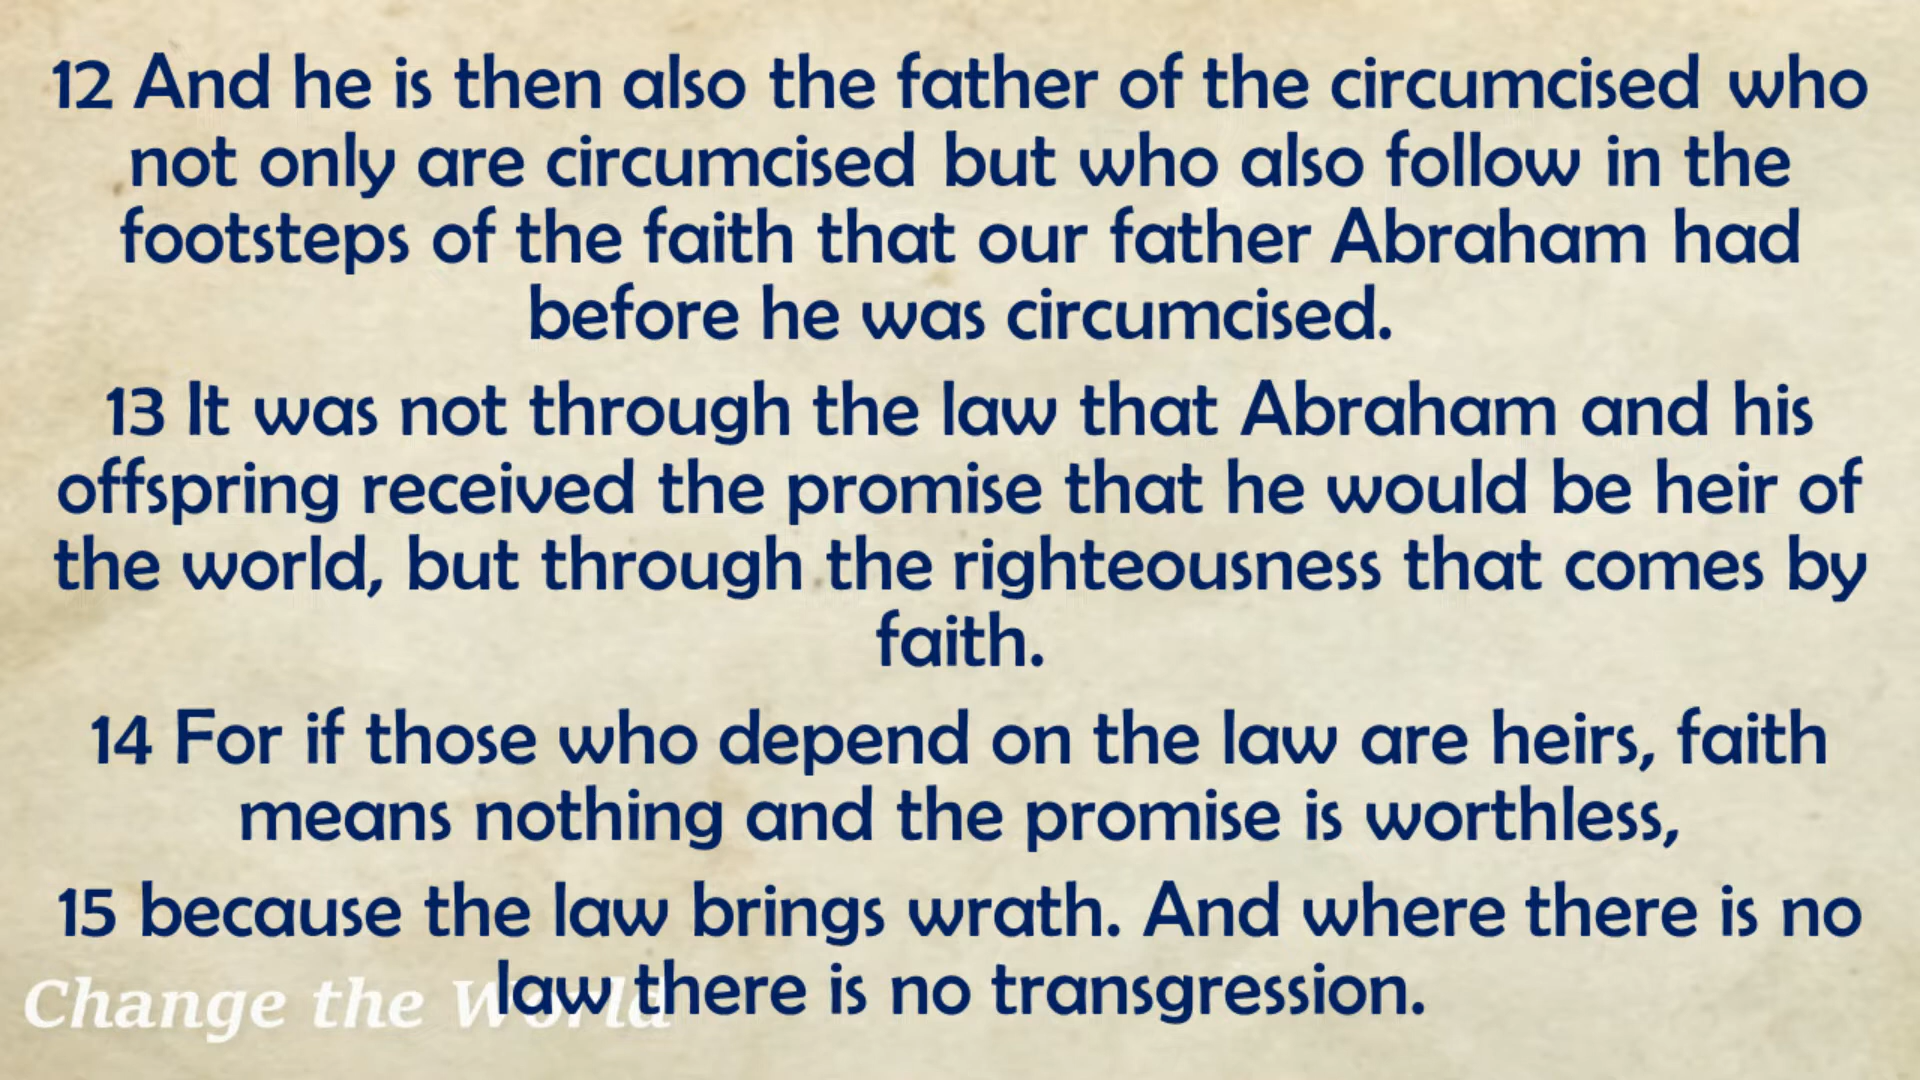 12 And he is then also the father of the circumcised who
not only are circumcised but who also follow in the
footsteps of the faith that our father Abraham had
before he was circumcised.
13 It was not through the law that Abraham and his
offspring received the promise that he would be heir of
the world, but through the righteousness that comes by
faith.
14 For if those who depend on the law are heirs, faith
means nothing and the promise is worthless,
15 because the law brings wrath. And where there is no
law there is no transgression.
Change the World